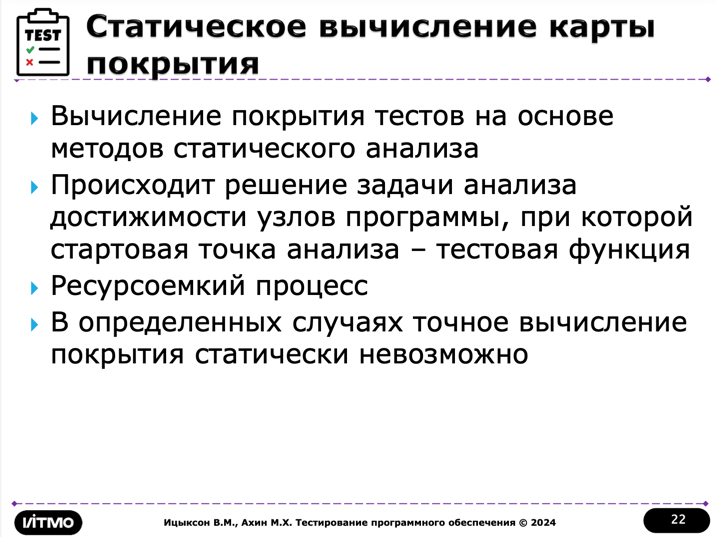 TEST
Статическое вычисление карты
покрытия
Вычисление покрытия тестов на основе
методов статического анализа
Происходит решение задачи анализа
достижимости узлов программы, при которой
стартовая точка анализа – тестовая функция
Ресурсоемкий процесс
В определенных случаях точное вычисление
покрытия статически невозможно
ИТМО
Ицыксон В.М., Ахин М.Х. Тестирование программного обеспечения © 2024
22